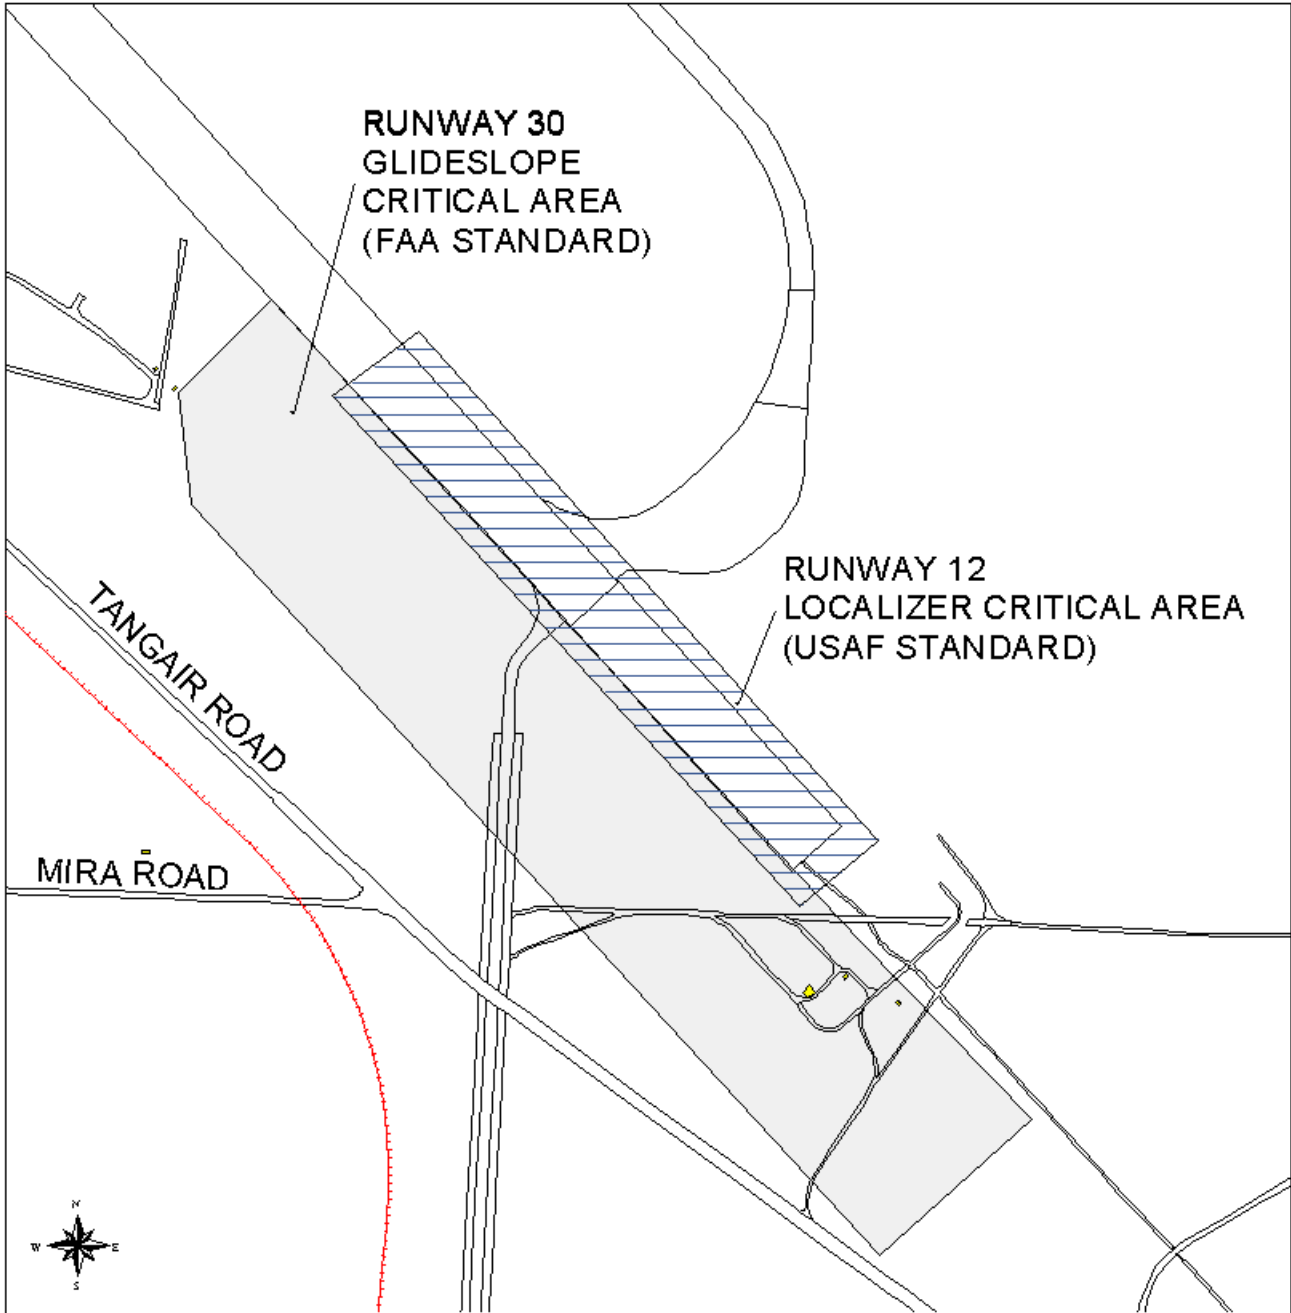 RUNWAY 30
GLIDESLOPE
CRITICAL AREA
(FAA STANDARD)
RUNWAY 12
LOCALIZER CRITICAL AREA
(USAF STANDARD)
TANGAIR ROAD
MIRA ROAD
N
W E
S